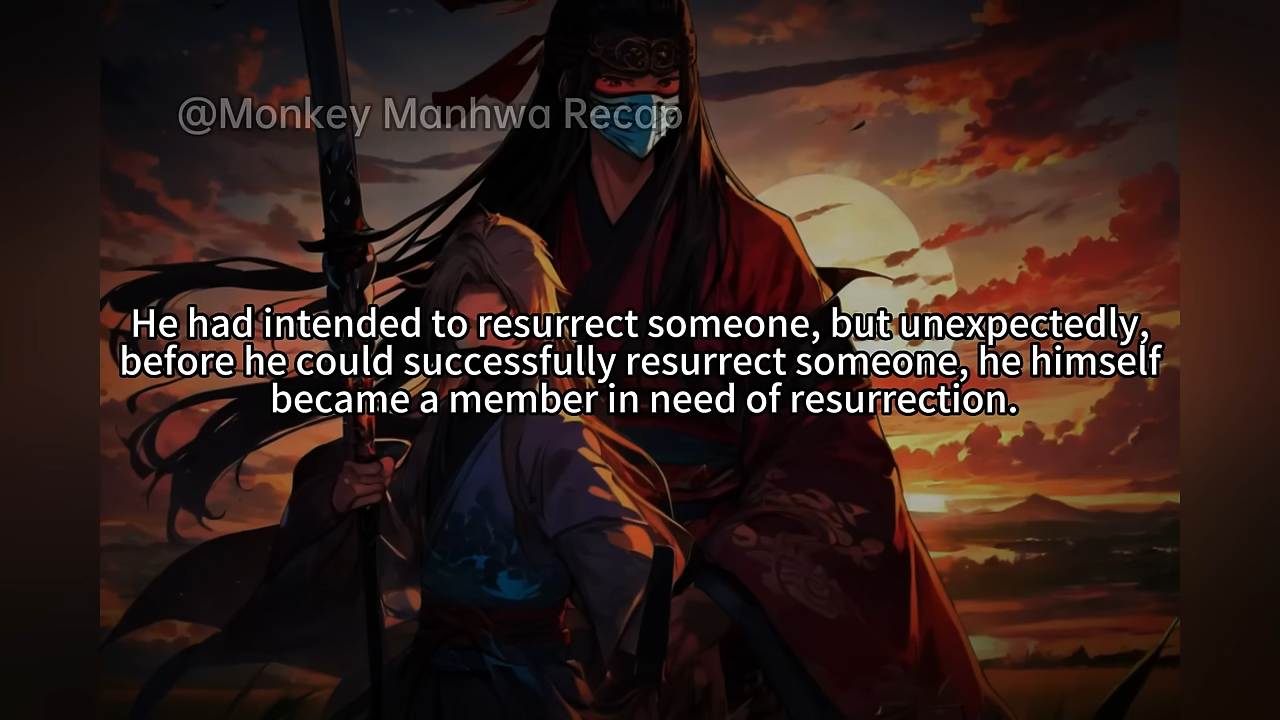 @Monkey Manhwa Recap
He had intended to resurrect someone, but unexpectedly,
before he could successfully resurrect someone, he himself
became a member in need of resurrection.